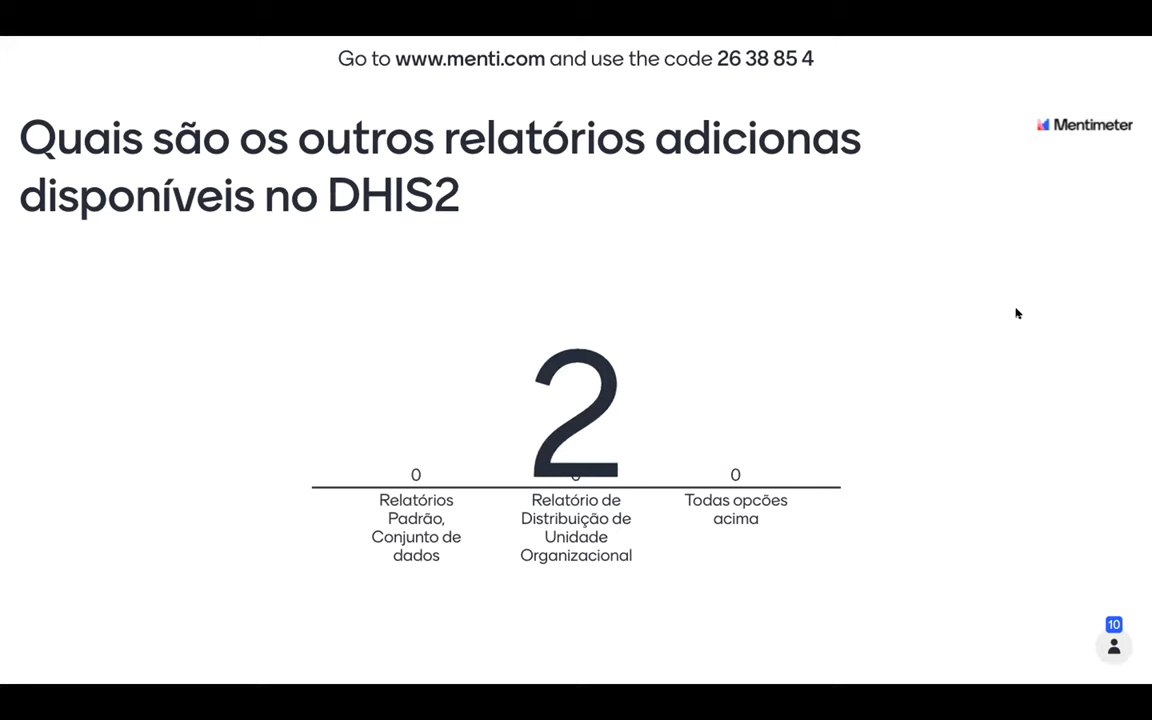 Go to www.menti.com and use the code 26 38 85 4
Quais são os outros relatórios adicionas
disponíveis no DHIS2
Mentimeter
2
0
0
0
Relatórios
Padrão,
Conjunto de
dados
Relatório de
Distribuição de
Unidade
Organizacional
Todas opcões
acima
10